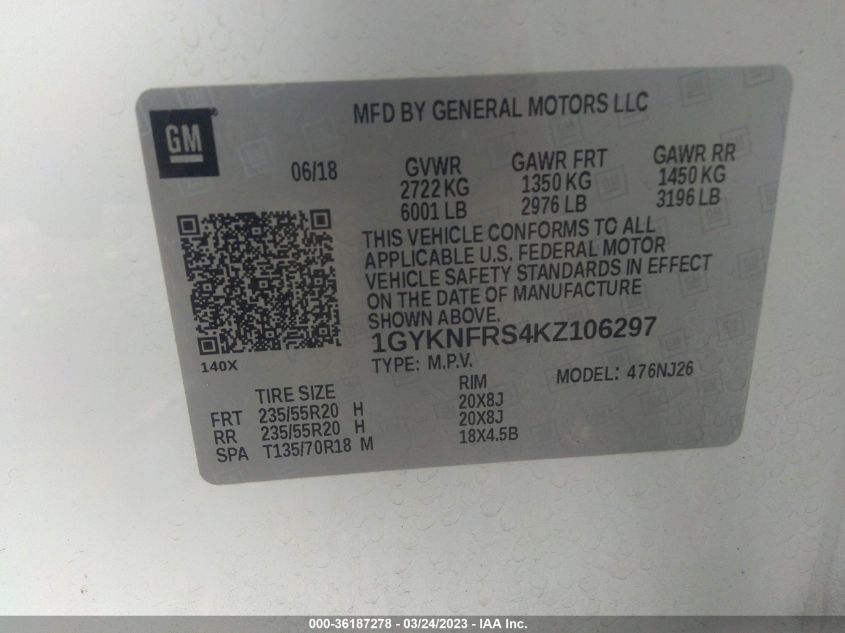 MFD BY GENERAL MOTORS LLC
GM ®
06/18
GVWR GAWR FRT GAWR RR
2722 KG 1350 KG 1450 KG
6001 LB 2976 LB 3196 LB
THIS VEHICLE CONFORMS TO ALL
APPLICABLE U.S. FEDERAL MOTOR
VEHICLE SAFETY STANDARDS IN EFFECT
ON THE DATE OF MANUFACTURE
SHOWN ABOVE.
1GYKNFRS4KZ106297
140X
TYPE: M.P.V. MODEL: 476NJ26
TIRE SIZE RIM
FRT 235/55R20 H 20X8J
RR 235/55R20 H 20X8J
SPA T135/70R18 M 18X4.5B
000-36187278 - 03/24/2023 - IAA Inc.